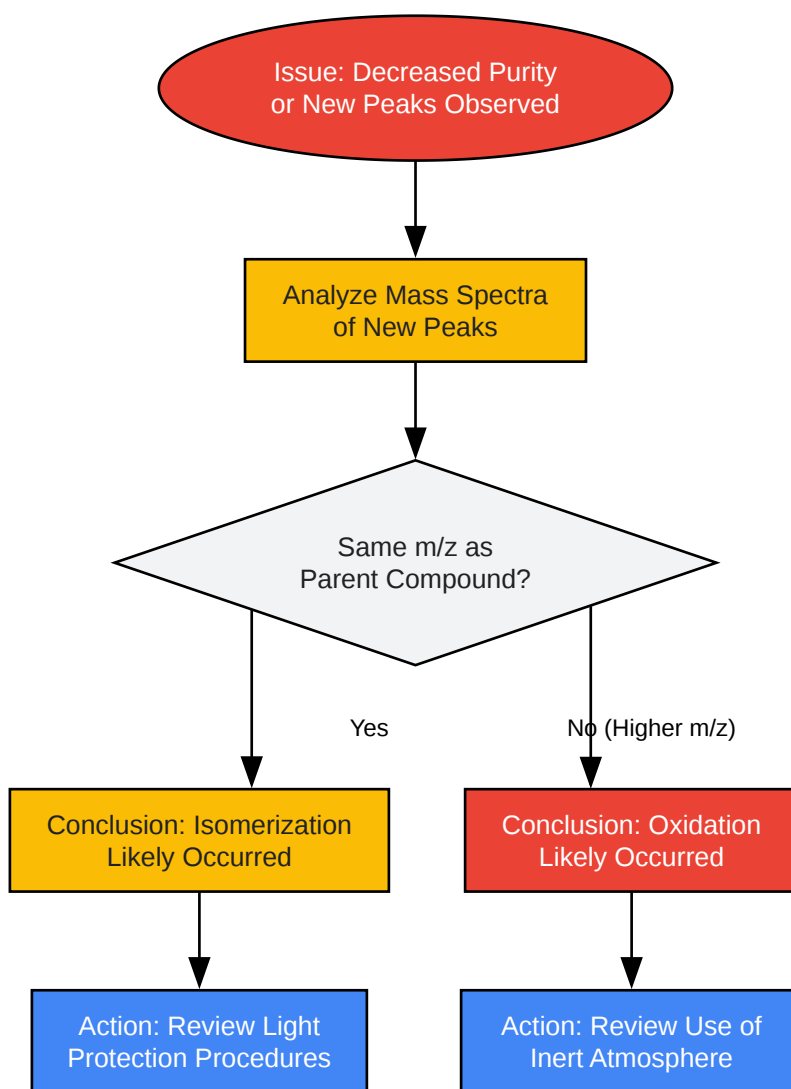 Issue: Decreased Purity
or New Peaks Observed
Analyze Mass Spectra
of New Peaks
Same m/z as
Parent Compound?
Yes
No (Higher m/z)
Conclusion: Isomerization
Likely Occurred
Conclusion: Oxidation
Likely Occurred
Action: Review Light
Protection Procedures
Action: Review Use of
Inert Atmosphere